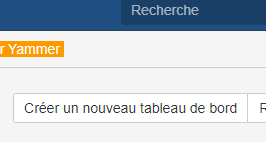 Recherche
r Yammer
Créer un nouveau tableau de bord
R